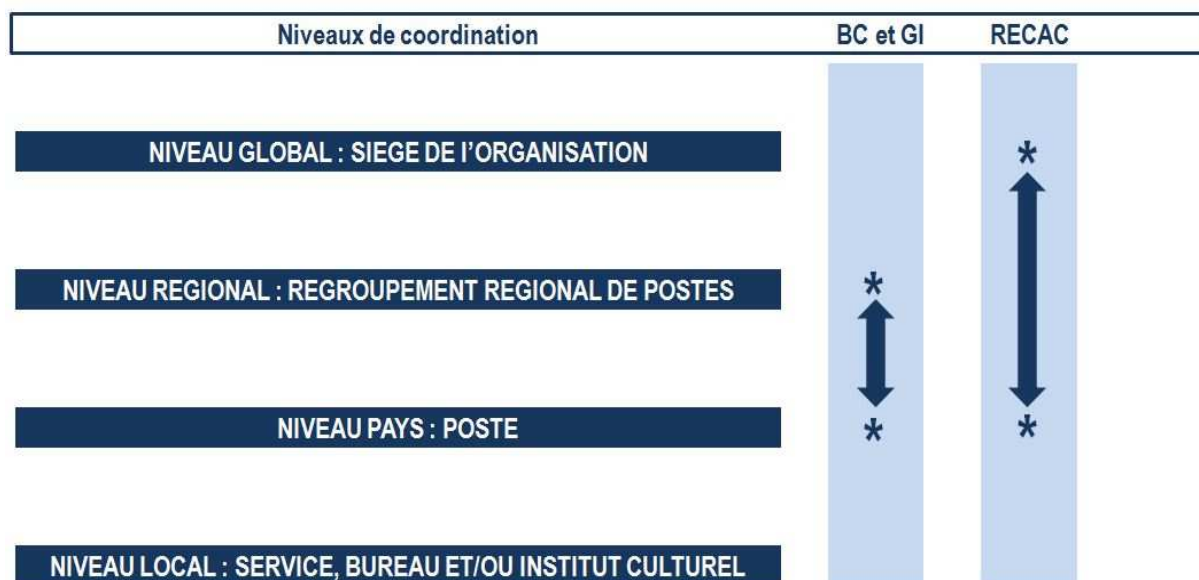 Niveaux de coordination BC et GI RECAC
NIVEAU GLOBAL : SIEGE DE l'ORGANISATION *
NIVEAU REGIONAL : REGROUPEMENT REGIONAL DE POSTES *
NIVEAU PAYS : POSTE * *
NIVEAU LOCAL : SERVICE, BUREAU ET/OU INSTITUT CULTUREL